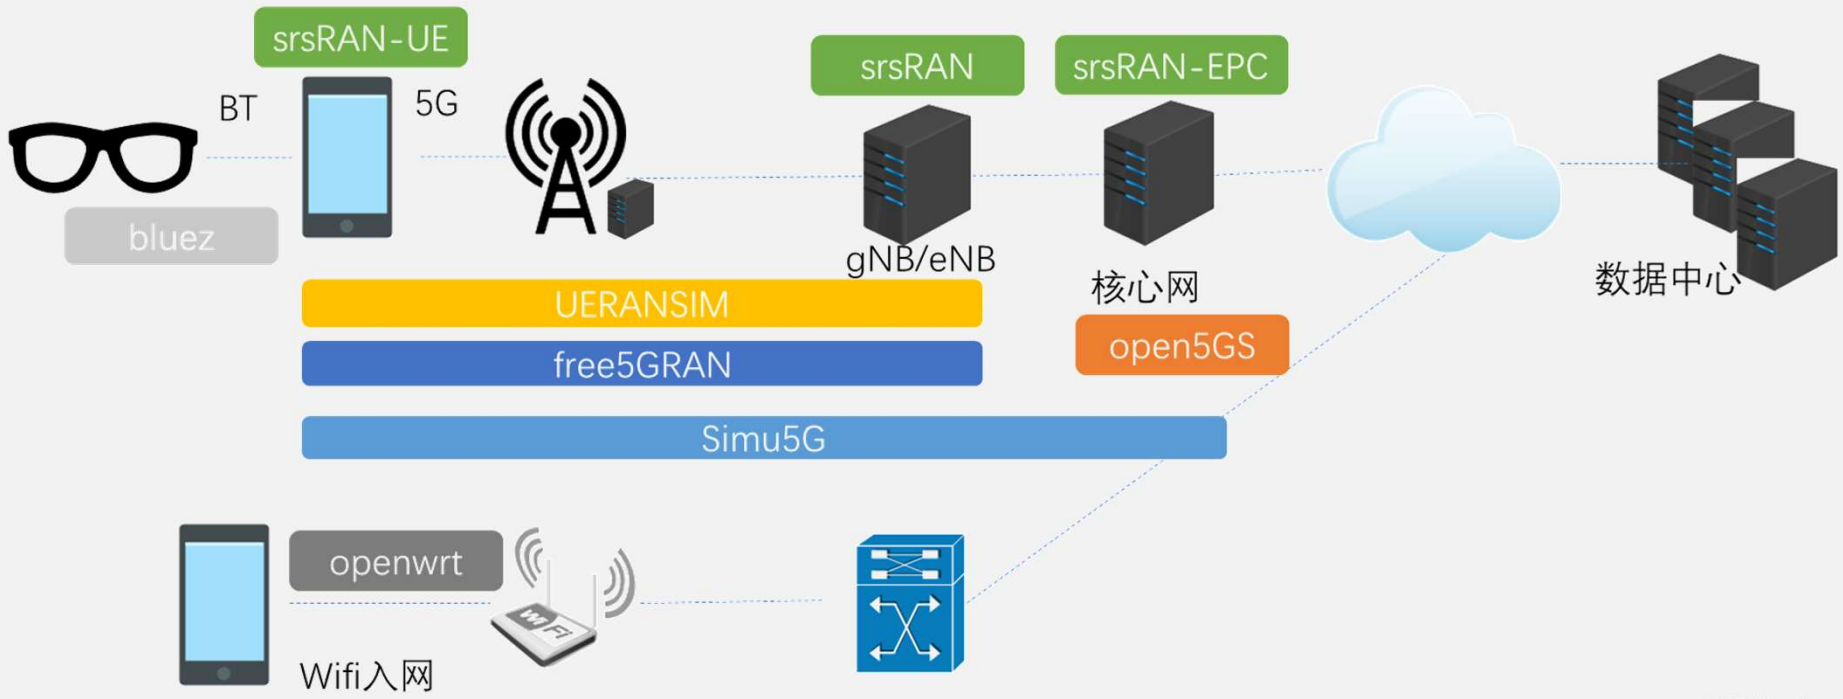 srsRAN-UE
srsRAN
srsRAN-EPC
BT
5G
bluez
gNB/eNB
核心网
数据中心
UERANSIM
open5GS
free5GRAN
Simu5G
openwrt
WiFi
Wifi入网